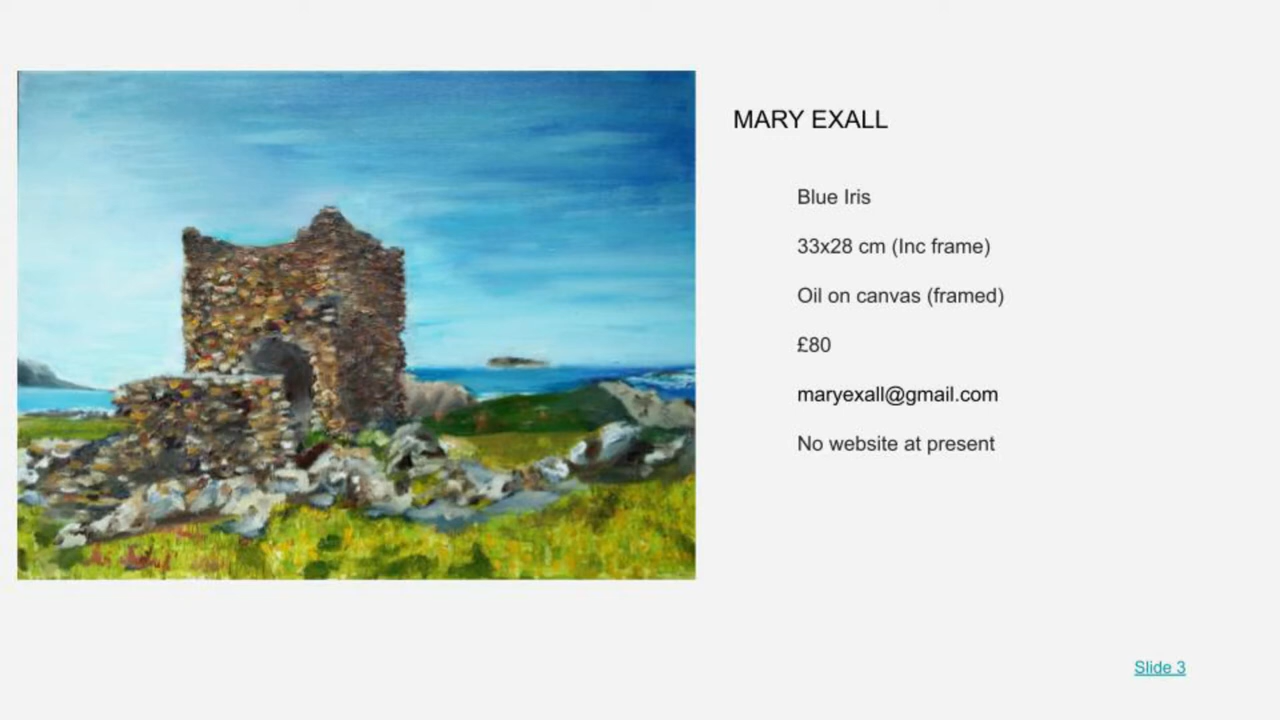 MARY EXALL
Blue Iris
33x28 cm (Inc frame)
Oil on canvas (framed)
£80
maryexall@gmail.com
No website at present
Slide 3